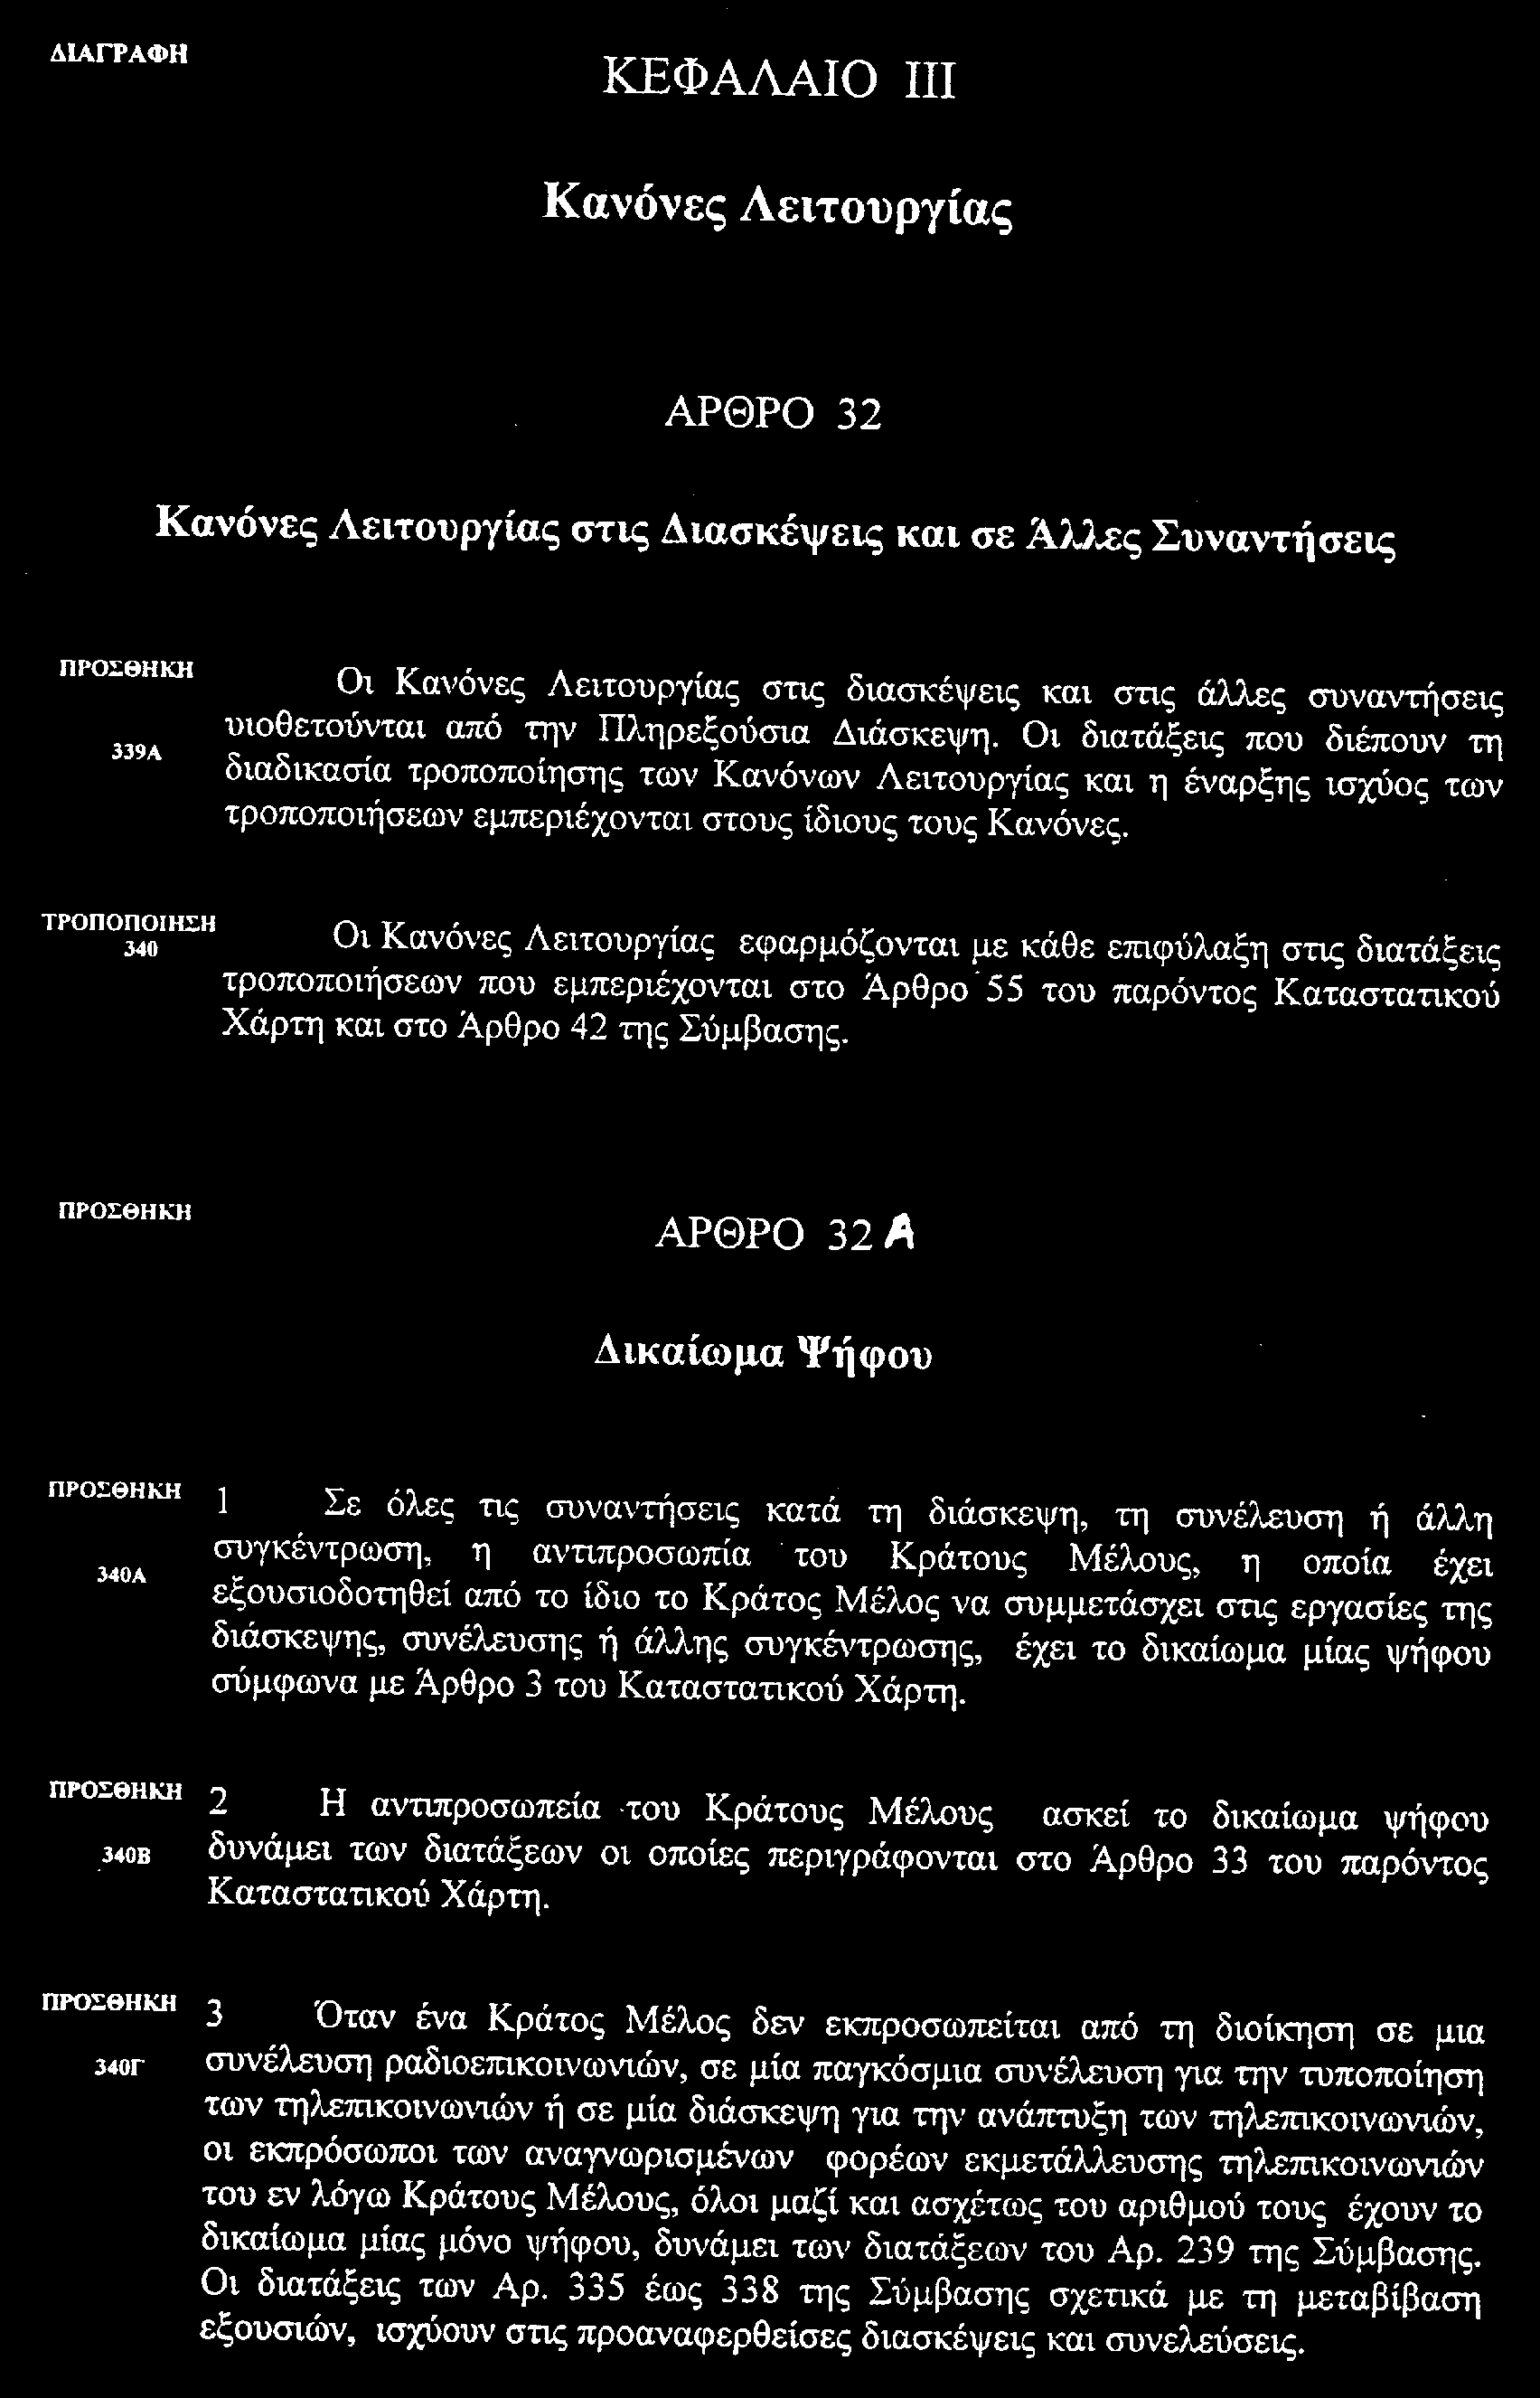 ΔΙΑΓΡΑΦΗ
ΚΕΦΑΛΑΙΟ ΙΙΙ
Κανόνες Λειτουργίας
ΑΡΘΡΟ 32
Κανόνες Λειτουργίας στις Διασκέψεις και σε Άλλες Συναντήσεις
ΠΡΟΣΘΗΚΗ
339Α
Οι Κανόνες Λειτουργίας στις διασκέψεις και στις άλλες συναντήσεις
υιοθετούνται από την Πληρεξούσια Διάσκεψη. Οι διατάξεις που διέπουν τη
διαδικασία τροποποίησης των Κανόνων Λειτουργίας και η έναρξης ισχύος των
τροποποιήσεων εμπεριέχονται στους ίδιους τους Κανόνες.
ΤΡΟΠΟΠΟΙΗΣΗ
340
Οι Κανόνες Λειτουργίας εφαρμόζονται με κάθε επιφύλαξη στις διατάξεις
τροποποιήσεων που εμπεριέχονται στο Άρθρο 55 του παρόντος Καταστατικού
Χάρτη και στο Άρθρο 42 της Σύμβασης.
ΠΡΟΣΘΗΚΗ
ΑΡΘΡΟ 32 Α
Δικαίωμα Ψήφου
ΠΡΟΣΘΗΚΗ
340Α
1 Σε όλες τις συναντήσεις κατά τη διάσκεψη, τη συνέλευση ή άλλη
συγκέντρωση, η αντιπροσωπία του Κράτους Μέλους, η οποία έχει
εξουσιοδοτηθεί από το ίδιο το Κράτος Μέλος να συμμετάσχει στις εργασίες της
διάσκεψης, συνέλευσης ή άλλης συγκέντρωσης, έχει το δικαίωμα μίας ψήφου
σύμφωνα με Άρθρο 3 του Καταστατικού Χάρτη.
ΠΡΟΣΘΗΚΗ
340Β
2 Η αντιπροσωπεία του Κράτους Μέλους ασκεί το δικαίωμα ψήφου
δυνάμει των διατάξεων οι οποίες περιγράφονται στο Άρθρο 33 του παρόντος
Καταστατικού Χάρτη.
ΠΡΟΣΘΗΚΗ
340Γ
3 Όταν ένα Κράτος Μέλος δεν εκπροσωπείται από τη διοίκηση σε μια
συνέλευση ραδιοεπικοινωνιών, σε μία παγκόσμια συνέλευση για την τυποποίηση
των τηλεπικοινωνιών ή σε μία διάσκεψη για την ανάπτυξη των τηλεπικοινωνιών,
οι εκπρόσωποι των αναγνωρισμένων φορέων εκμετάλλευσης τηλεπικοινωνιών
του εν λόγω Κράτους Μέλους, όλοι μαζί και ασχέτως του αριθμού τους έχουν το
δικαίωμα μίας μόνο ψήφου, δυνάμει των διατάξεων του Αρ. 239 της Σύμβασης.
Οι διατάξεις των Αρ. 335 έως 338 της Σύμβασης σχετικά με τη μεταβίβαση
εξουσιών, ισχύουν στις προαναφερθείσες διασκέψεις και συνελεύσεις.